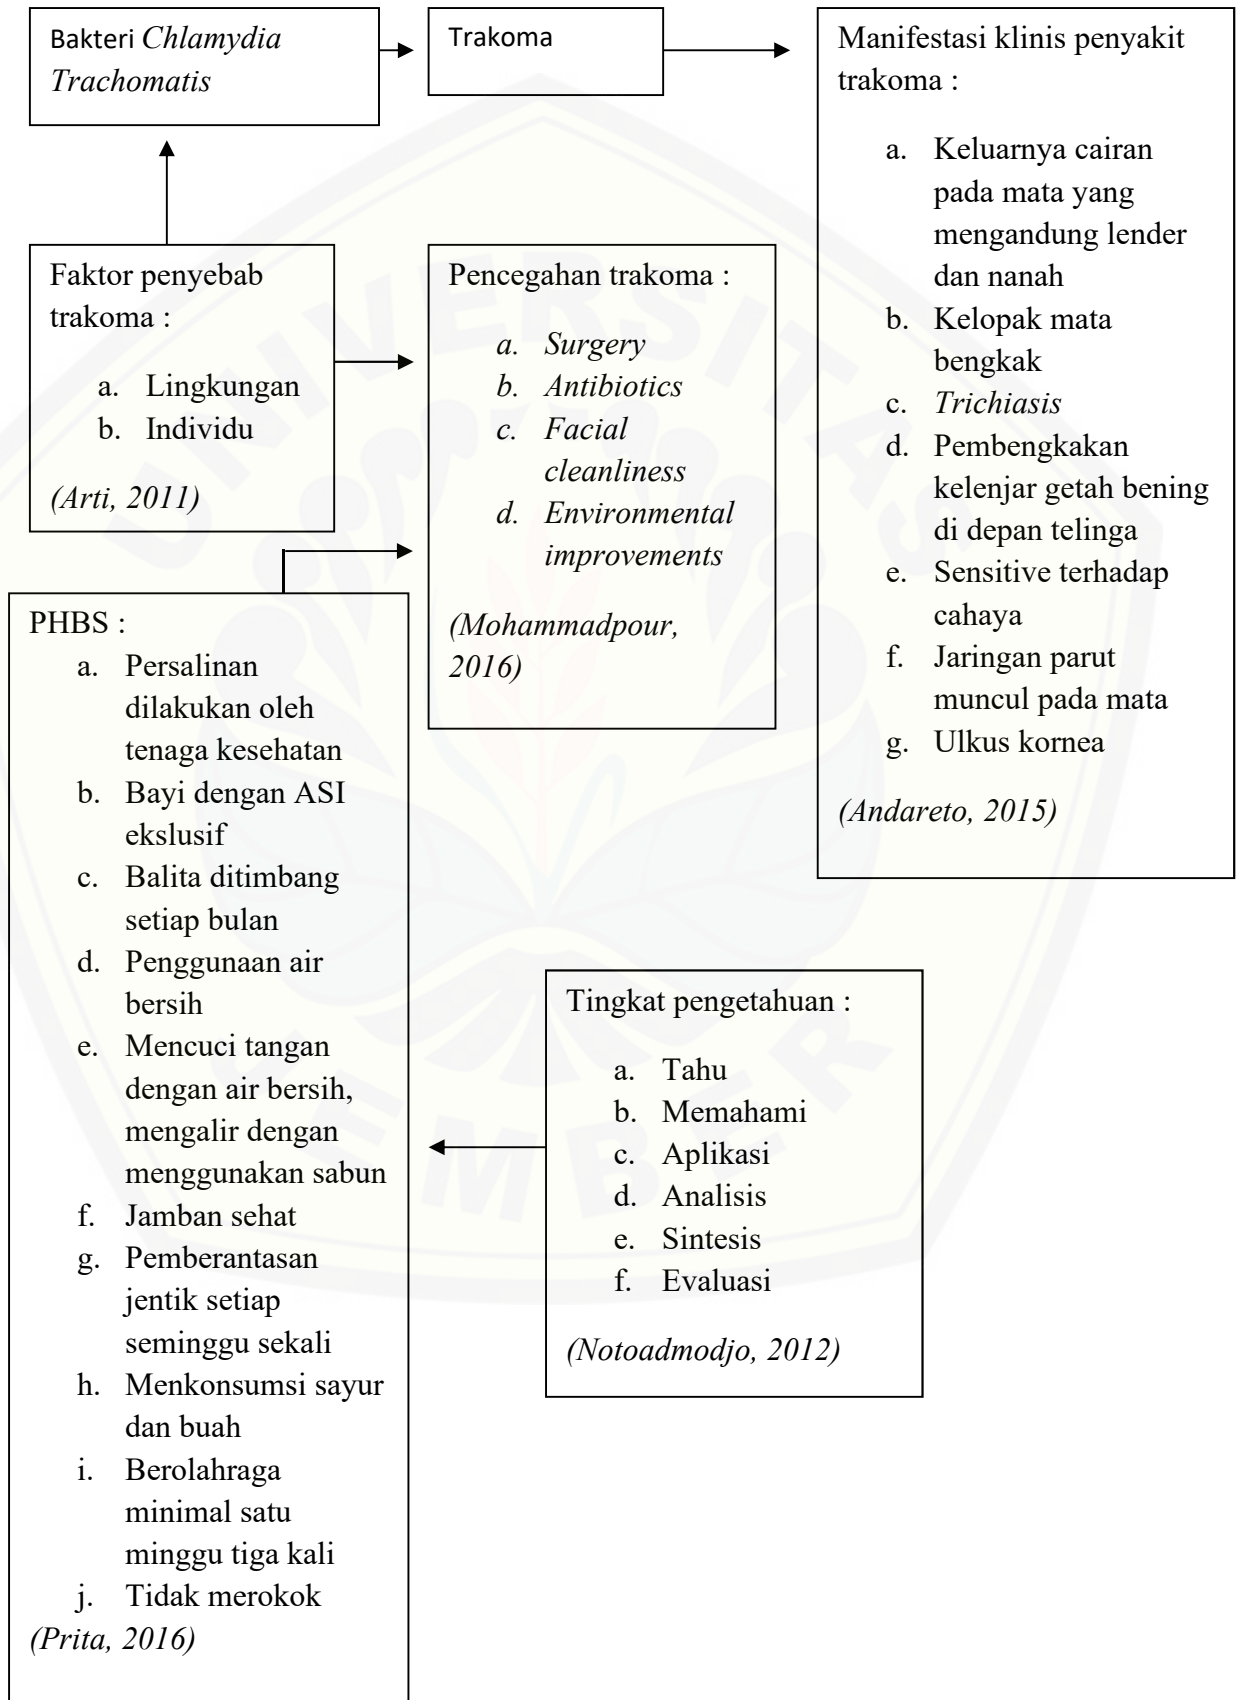 Bakteri Chlamydia
Trachomatis
Trakoma
Manifestasi klinis penyakit
trakoma :
a. Keluarnya cairan
pada mata yang
mengandung lender
dan nanah
b. Kelopak mata
bengkak
c. Trichiasis
d. Pembengkakan
kelenjar getah bening
di depan telinga
e. Sensitive terhadap
cahaya
f. Jaringan parut
muncul pada mata
g. Ulkus kornea
(Andareto, 2015)
Faktor penyebab
trakoma :
a. Lingkungan
b. Individu
(Arti, 2011)
Pencegahan trakoma :
a. Surgery
b. Antibiotics
c. Facial
cleanliness
d. Environmental
improvements
(Mohammadpour,
2016)
PHBS :
a. Persalinan
dilakukan oleh
tenaga kesehatan
b. Bayi dengan ASI
ekslusif
c. Balita ditimbang
setiap bulan
d. Penggunaan air
bersih
e. Mencuci tangan
dengan air bersih,
mengalir dengan
menggunakan sabun
f. Jamban sehat
g. Pemberantasan
jentik setiap
seminggu sekali
h. Menkonsumsi sayur
dan buah
i. Berolahraga
minimal satu
minggu tiga kali
j. Tidak merokok
(Prita, 2016)
Tingkat pengetahuan :
a. Tahu
b. Memahami
c. Aplikasi
d. Analisis
e. Sintesis
f. Evaluasi
(Notoadmodjo, 2012)
UNIVERSITAS
JEMBER